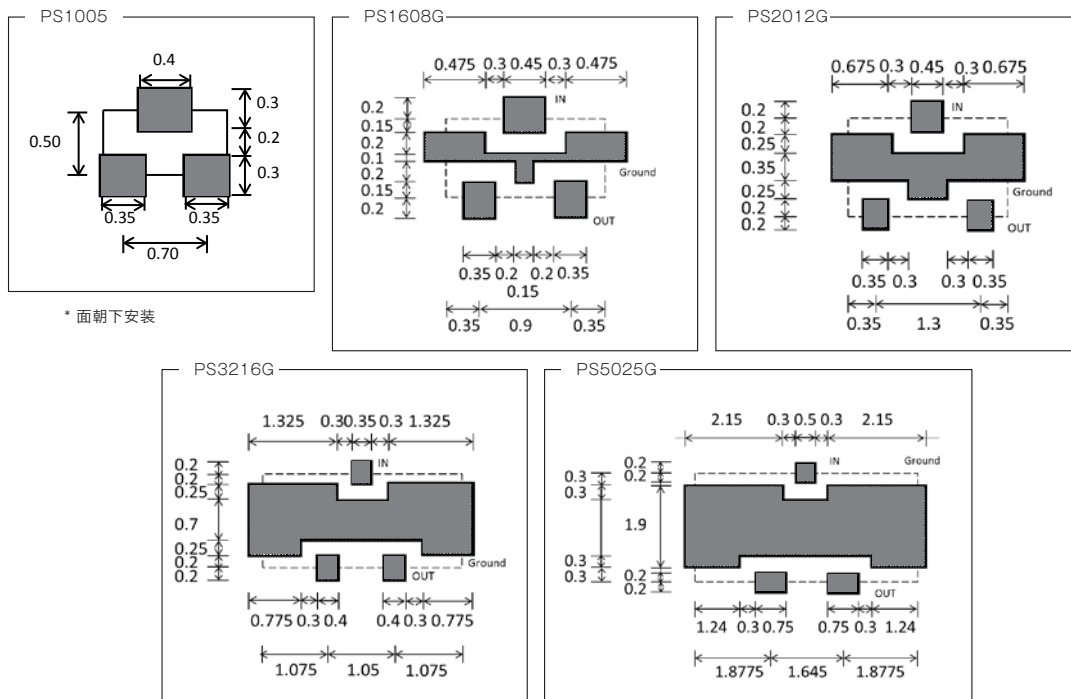 PS1005
0.4
0.50
0.3
0.2
0.3
0.35 0.35
0.70
* 面朝下安装
PS1608G
0.475 0.3 0.45 0.3 0.475
IN
0.2
0.15
0.2
0.1
0.2
0.15
0.2
Ground
OUT
0.35 0.2 0.2 0.35
0.15
0.35 0.9 0.35
PS2012G
0.675 0.3 0.45 0.3 0.675
IN
0.2
0.2
0.25
0.35
0.25
0.2
0.2
Ground
OUT
0.35 0.3 0.3 0.35
0.35 1.3 0.35
PS3216G
1.325 0.3 0.35 0.3 1.325
IN
0.2
0.2
0.25
0.7
0.25
0.2
0.2
Ground
OUT
0.775 0.3 0.4 0.4 0.3 0.775
1.075 1.05 1.075
PS5025G
2.15 0.3 0.5 0.3 2.15
IN
Ground
0.3
0.3
0.3
0.3
0.2
0.2
1.9
0.2
0.2
OUT
1.24 0.3 0.75 0.75 0.3 1.24
1.8775 1.645 1.8775